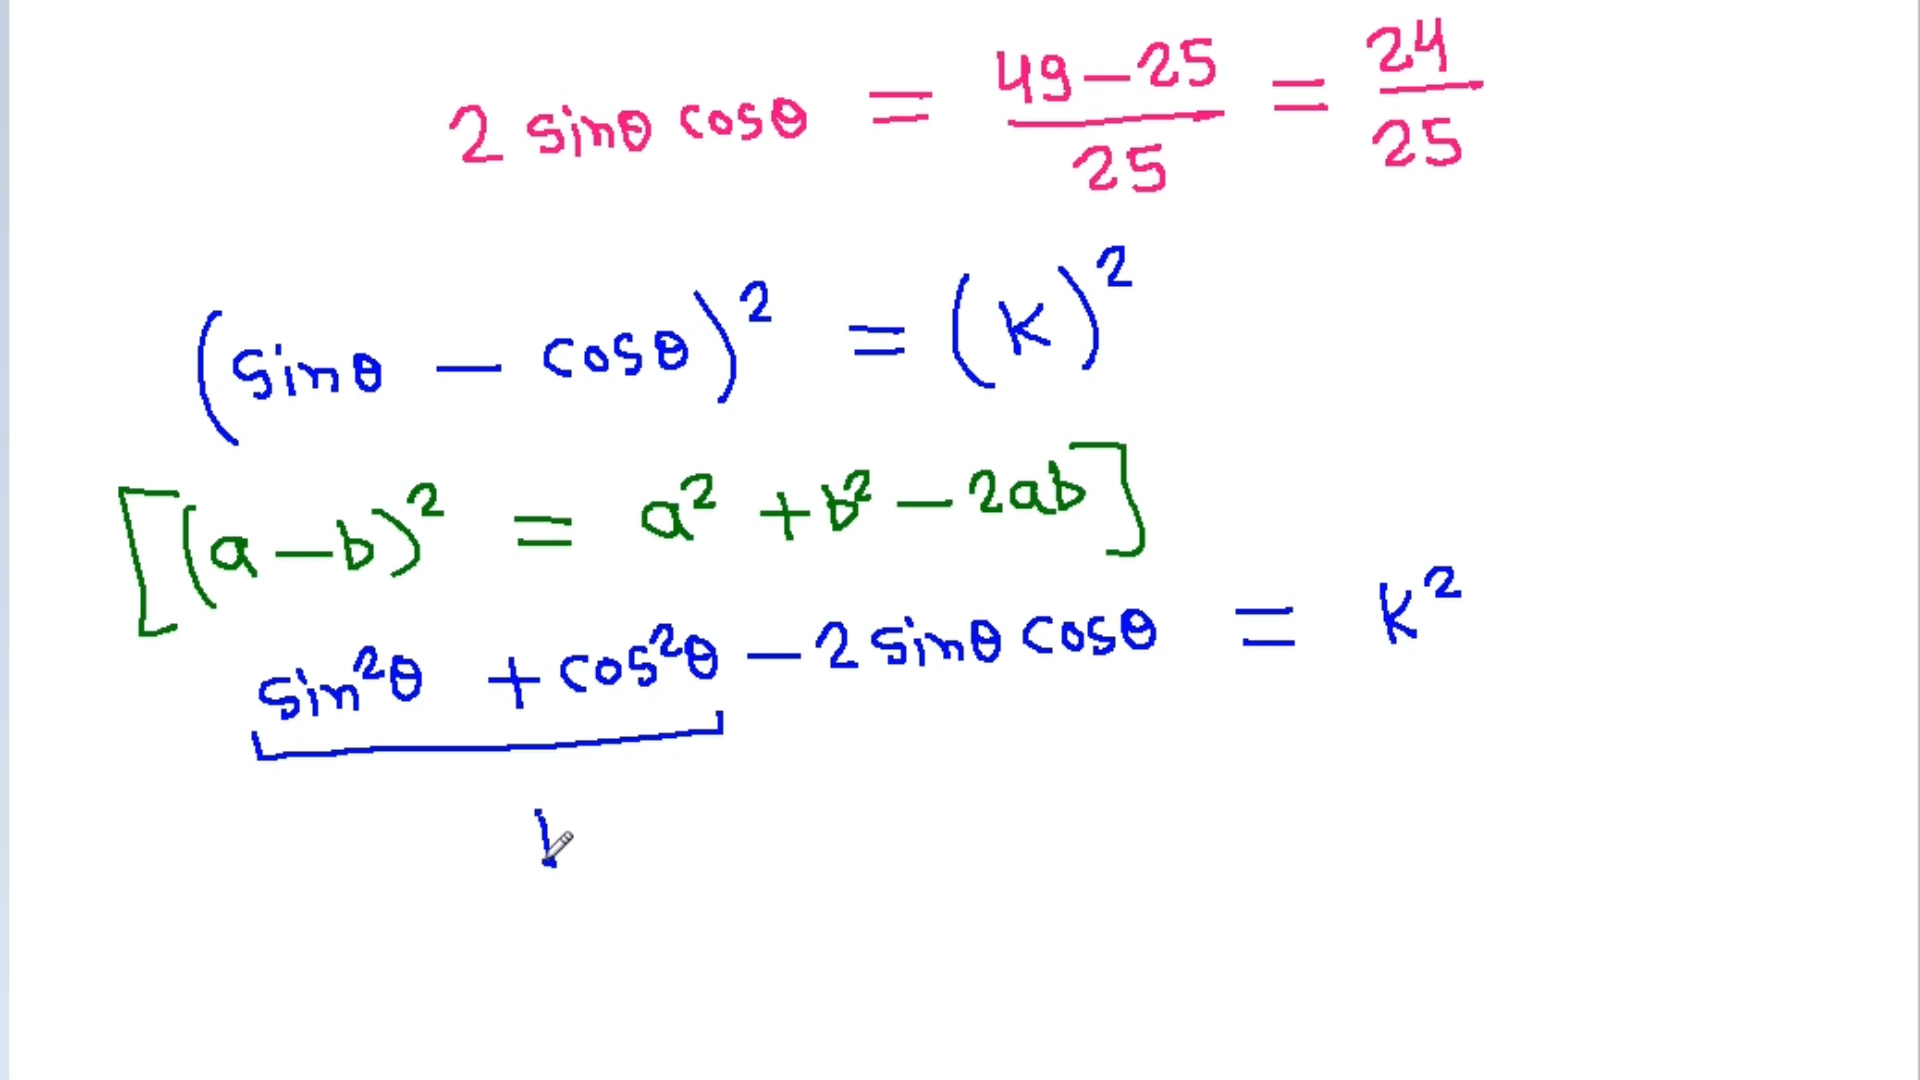 2 sinθ cosθ = 49-25/25 = 24/25
(sinθ - cosθ)² = (K)²
[(a-b)² = a² + b² - 2ab]
sin²θ + cos²θ - 2 sinθ cosθ = K²